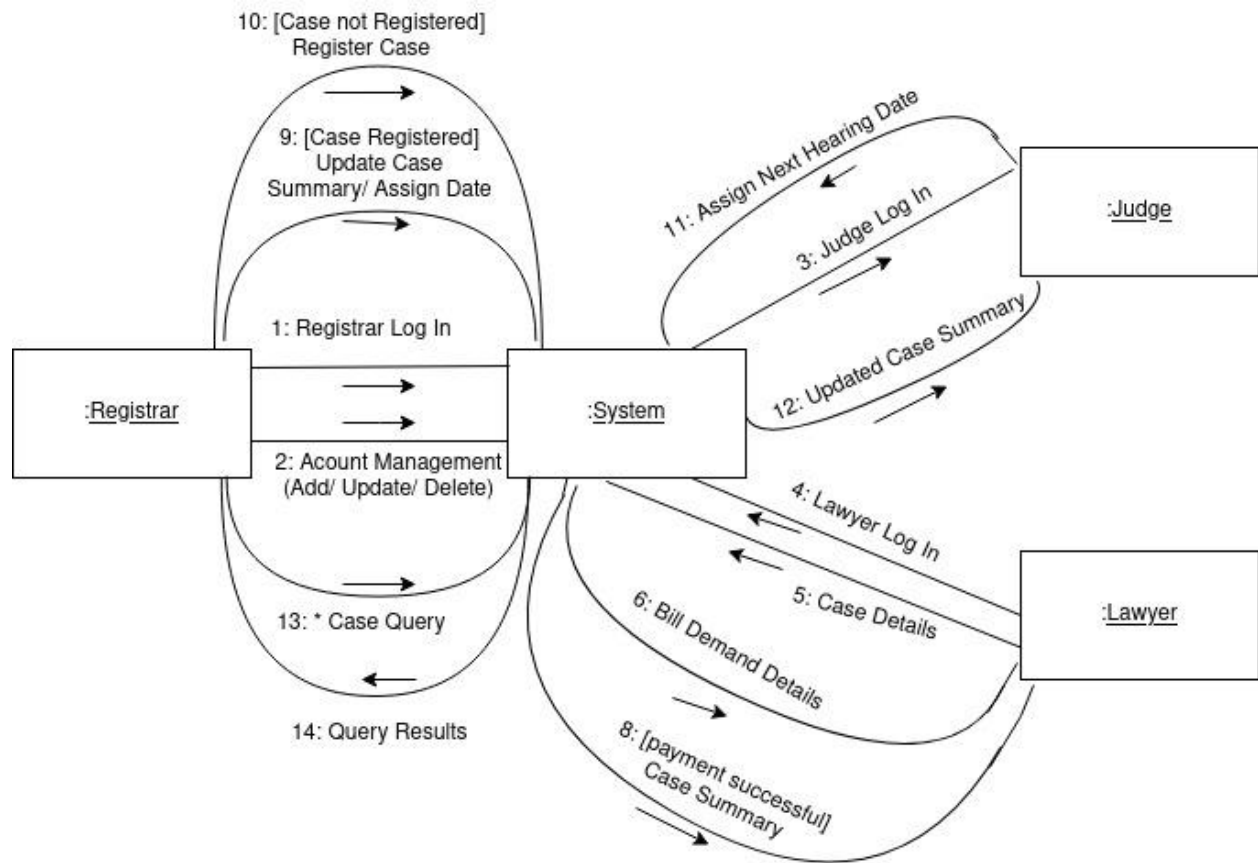 10: [Case not Registered]
Register Case
9: [Case Registered]
Update Case
Summary/ Assign Date
1: Registrar Log In
:Registrar
:System
2: Acount Management
(Add/ Update/ Delete)
13: * Case Query
14: Query Results
11: Assign Next Hearing Date
3: Judge Log In
:Judge
12: Updated Case Summary
4: Lawyer Log In
5: Case Details
:Lawyer
6: Bill Demand Details
8: [payment successful]
Case Summary